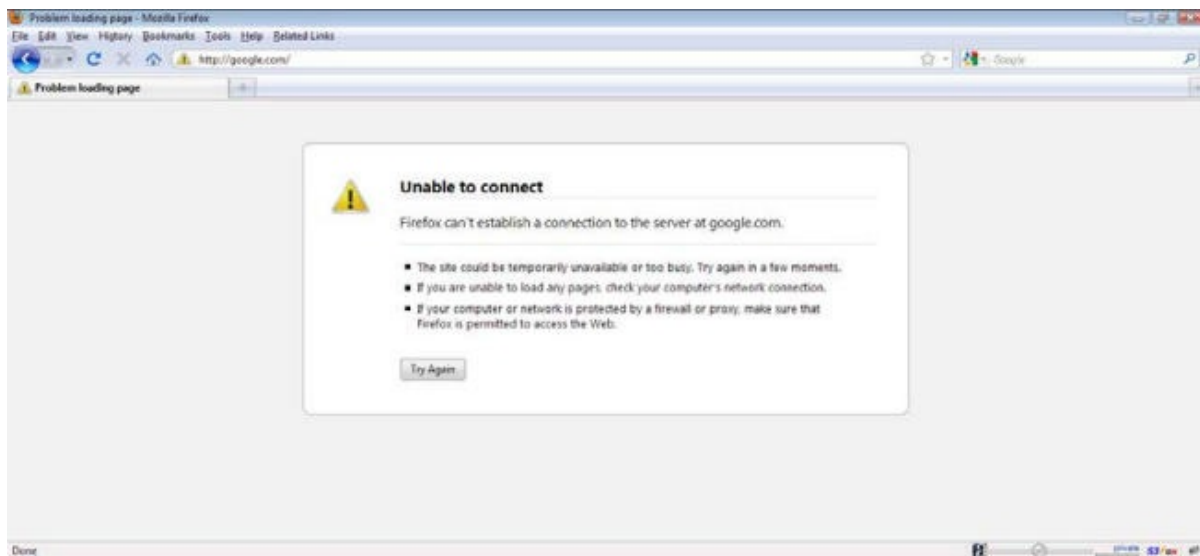 Problem loading page - Mozilla Firefox
File Edit View History Bookmarks Tools Help Related Links
http://google.com/
Google
Problem loading page
Unable to connect
Firefox can't establish a connection to the server at google.com.
The site could be temporarily unavailable or too busy. Try again in a few moments.
If you are unable to load any pages, check your computer's network connection.
If your computer or network is protected by a firewall or proxy, make sure that
Firefox is permitted to access the Web.
Try Again
Done